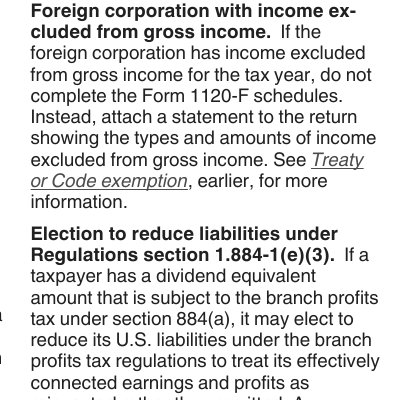 Foreign corporation with income ex-
cluded from gross income. If the
foreign corporation has income excluded
from gross income for the tax year, do not
complete the Form 1120-F schedules.
Instead, attach a statement to the return
showing the types and amounts of income
excluded from gross income. See Treaty
or Code exemption, earlier, for more
information.
Election to reduce liabilities under
Regulations section 1.884-1(e)(3). If a
taxpayer has a dividend equivalent
amount that is subject to the branch profits
tax under section 884(a), it may elect to
reduce its U.S. liabilities under the branch
profits tax regulations to treat its effectively
connected earnings and profits as